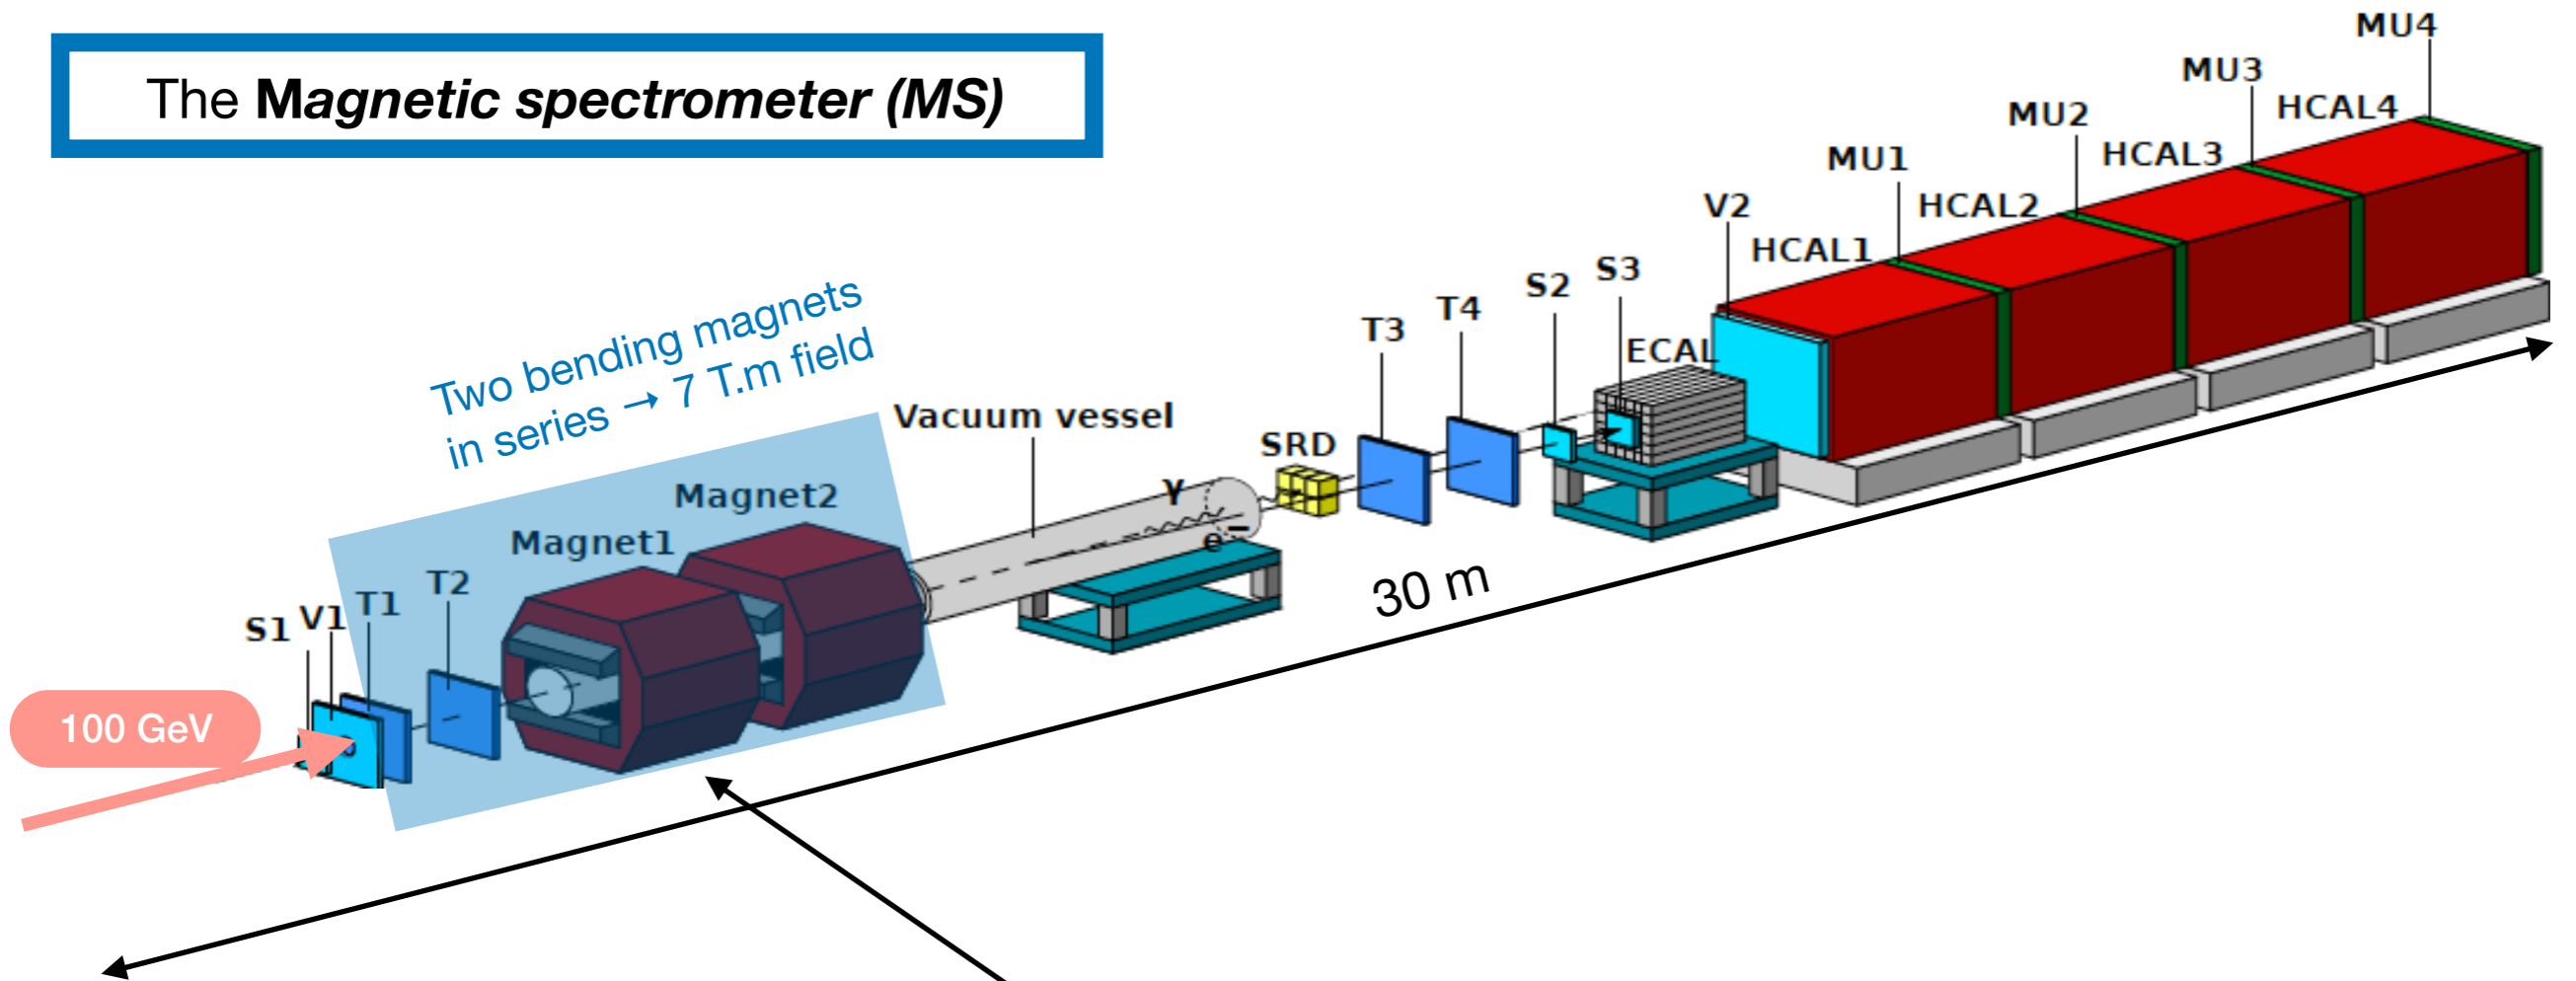 The Magnetic spectrometer (MS)
MU4
MU3
HCAL4
MU2
HCAL3
MU1
HCAL2
V2
HCAL1
S3
S2
T4
T3
ECAL
Two bending magnets
in series → 7 T.m field
Vacuum vessel
SRD
γ
e-
Magnet2
Magnet1
T2
T1
V1
S1
30 m
100 GeV